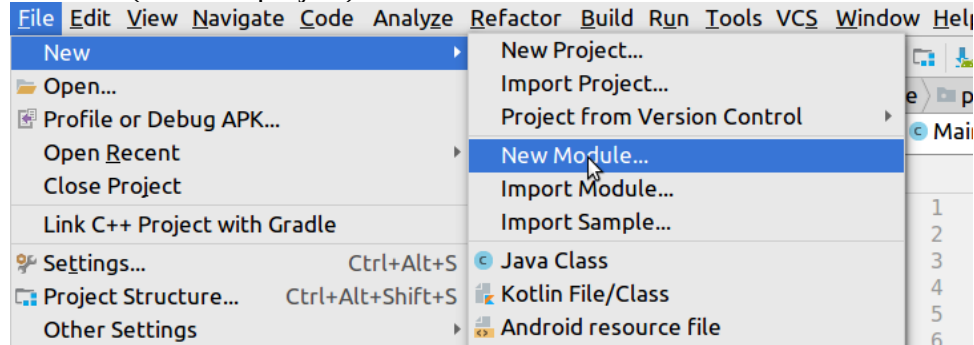 File Edit View Navigate Code Analyze Refactor Build Run Tools VCS Window Help
New
Open...
Profile or Debug APK...
Open Recent
Close Project
Link C++ Project with Gradle
Settings... Ctrl+Alt+S
Project Structure... Ctrl+Alt+Shift+S
Other Settings
New Project...
Import Project...
Project from Version Control
New Module...
Import Module...
Import Sample...
Java Class
Kotlin File/Class
Android resource file
e
p
Mai
1
2
3
4
5
6